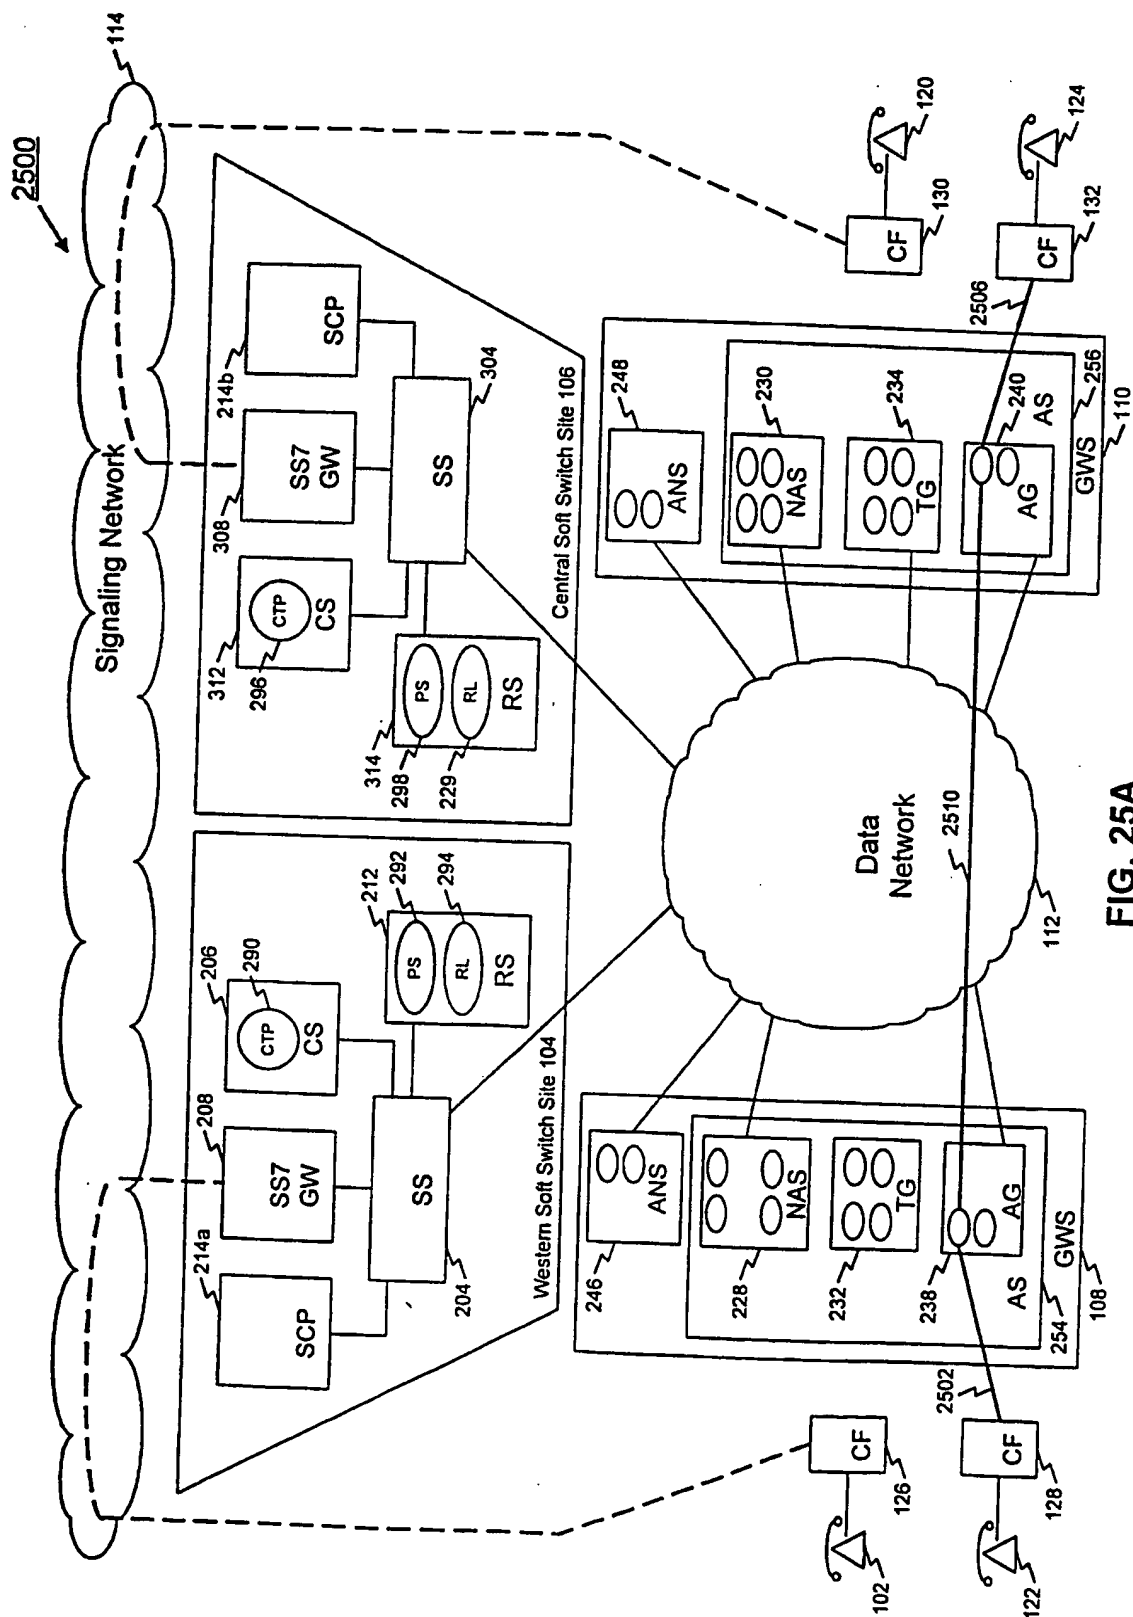 2500
114
Signaling Network
214a
SCP
208
SS7
GW
206
290
CTP
CS
212
292
PS
294
RL
RS
SS
204
Western Soft Switch Site 104
312
296
CTP
CS
308
SS7
GW
214b
SCP
314
298
PS
229
RL
RS
SS
304
Central Soft Switch Site 106
102
CF
126
122
CF
128
2502
246
ANS
228
NAS
232
TG
238
AG
AS
254
GWS
108
Data
Network
2510
112
248
ANS
230
NAS
234
TG
240
AG
AS
256
GWS
110
2506
CF
130
120
CF
132
124
FIG. 25A